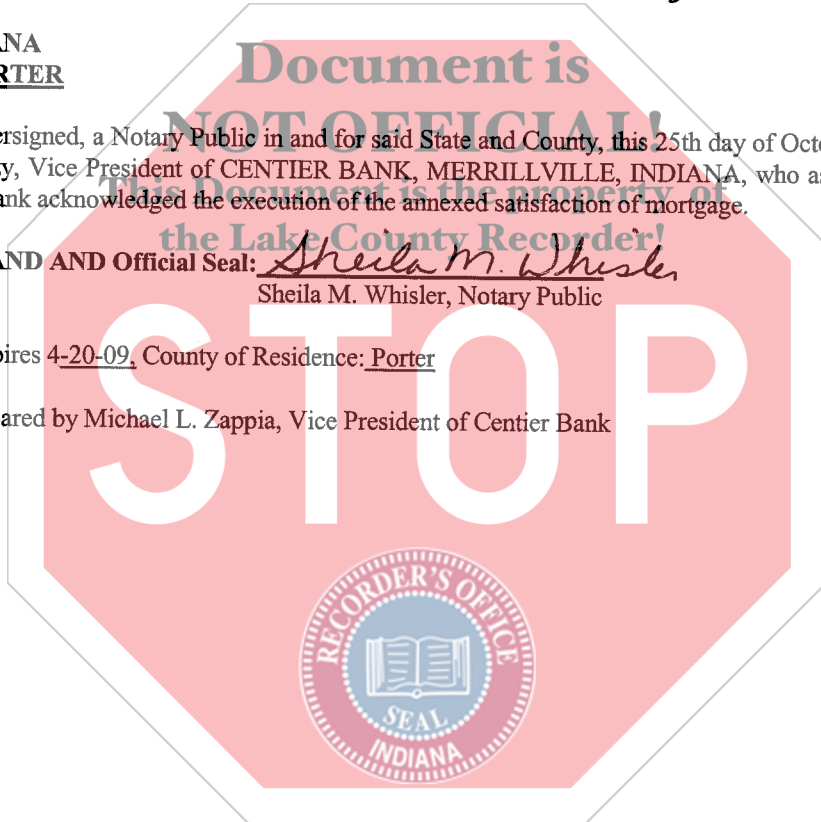 ANA
Document is
RTER
NOT OFFICIAL!
ersigned, a Notary Public in and for said State and County, this 25th day of Octo
y, Vice President of CENTIER BANK, MERRILLVILLE, INDIANA, who as
This Document is the property of
ank acknowledged the execution of the annexed satisfaction of mortgage.
the Lake County Recorder!
AND AND Official Seal: Sheila M. Whisler
Sheila M. Whisler, Notary Public
STOP
pires 4-20-09, County of Residence: Porter
ared by Michael L. Zappia, Vice President of Centier Bank
RECORDER'S OFFICE
SEAL
INDIANA